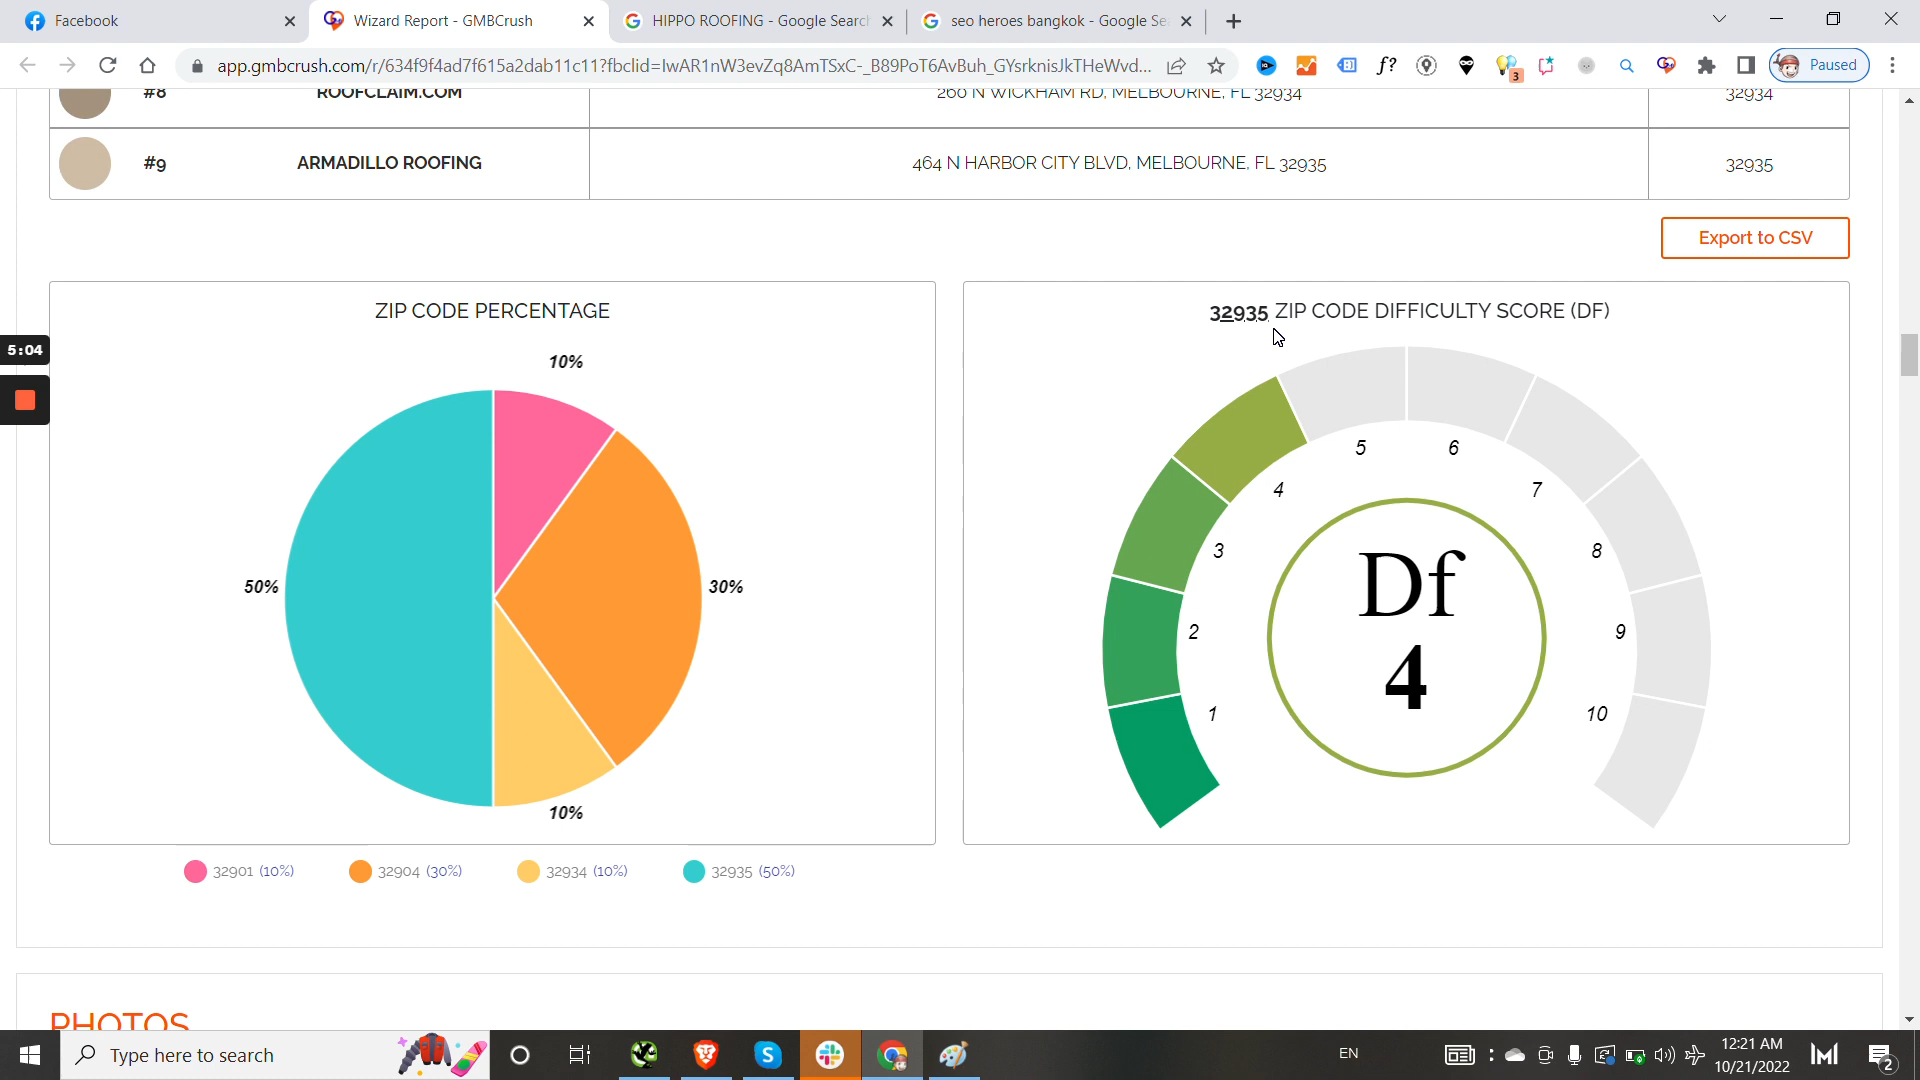 Facebook
Wizard Report - GMBCrush
HIPPO ROOFING - Google Search
seo heroes bangkok - Google Se
app.gmbcrush.com/r/634f9f4ad7f615a2dab11c11?fbclid=IwAR1nW3evZq8AmTSxC-_B89PoT6AvBuh_GYsrknisJkTHeWvd...
f?
3
Paused
#8 ROOFCLAIM.COM 260 N WICKHAM RD, MELBOURNE, FL 32934 32934
#9 ARMADILLO ROOFING 464 N HARBOR CITY BLVD, MELBOURNE, FL 32935 32935
Export to CSV
5:04
ZIP CODE PERCENTAGE
10%
30%
50%
10%
32901 (10%) 32904 (30%) 32934 (10%) 32935 (50%)
32935 ZIP CODE DIFFICULTY SCORE (DF)
1
2
3
4
5
6
7
8
9
10
Df
4
PHOTOS
Type here to search
EN
12:21 AM
10/21/2022
2